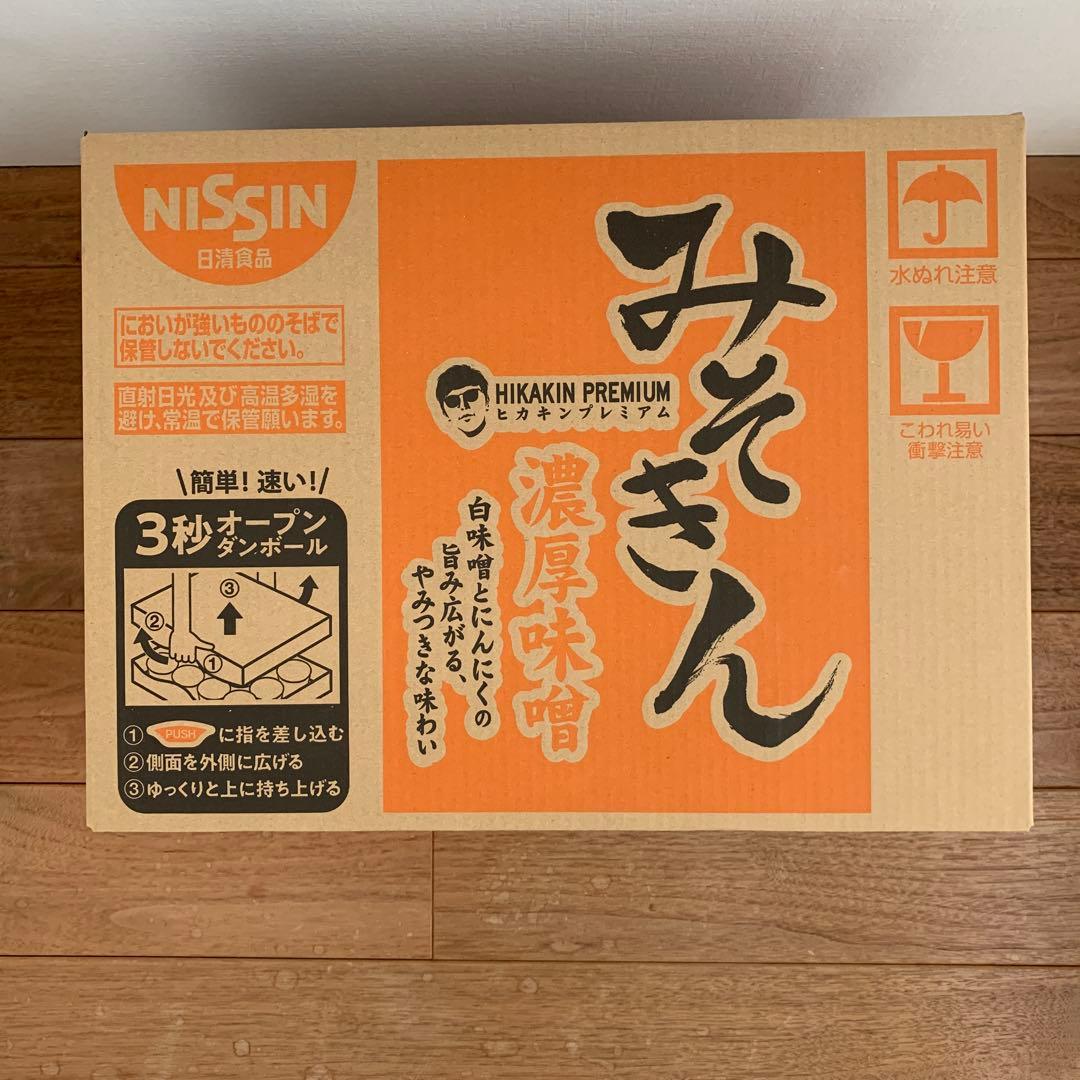 NISSIN
日清食品
においが強いもののそばで
保管しないでください。
直射日光及び高温多湿を
避け、常温で保管願います。
簡単！速い！
3秒オープン
ダンボール
①
②
③
① PUSH に指を差し込む
② 側面を外側に広げる
③ ゆっくりと上に持ち上げる
みそきん
HIKAKIN PREMIUM
ヒカキンプレミアム
濃厚味噌
白味噌とにんにくの
旨み広がる、
やみつきな味わい
水ぬれ注意
こわれ易い
衝撃注意